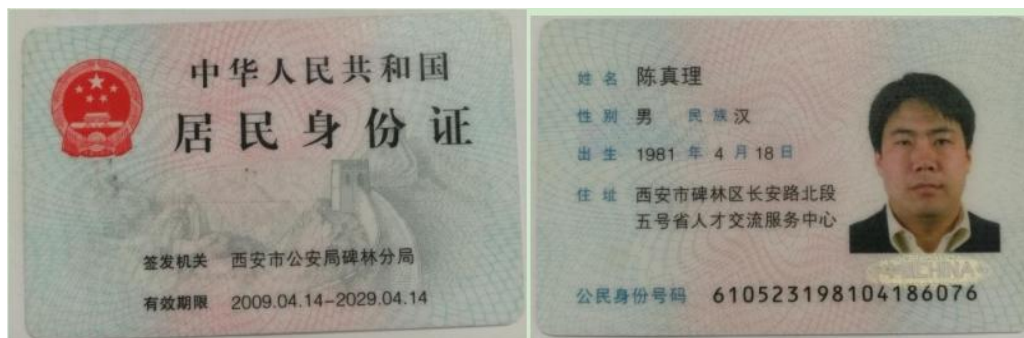 中华人民共和国
居民身份证
签发机关 西安市公安局碑林分局
有效期限 2009.04.14-2029.04.14
姓名 陈真理
性别 男 民族 汉
出生 1981 年 4 月 18 日
住址 西安市碑林区长安路北段
五号省人才交流服务中心
CHINA
公民身份号码 610523198104186076